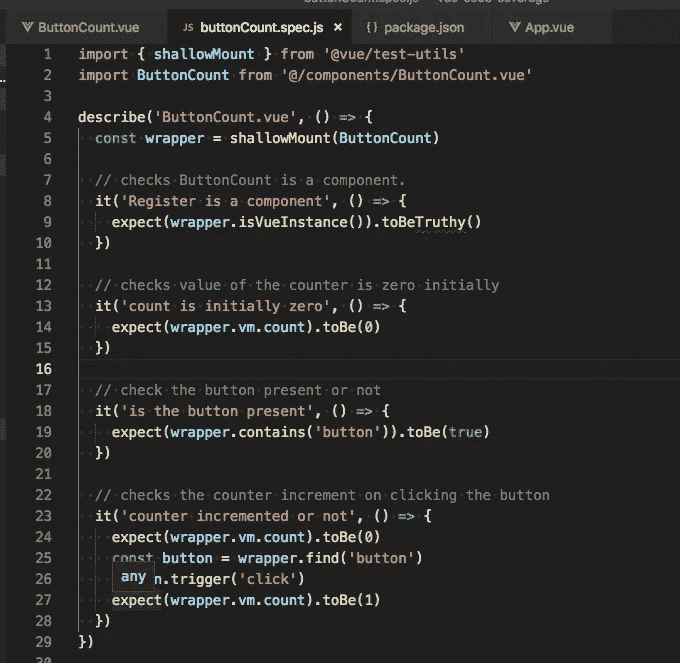 buttonCount.spec.js
ButtonCount.vue JS buttonCount.spec.js × {} package.json App.vue
1 import { shallowMount } from '@vue/test-utils'
2 import ButtonCount from '@/components/ButtonCount.vue'
3
4 describe('ButtonCount.vue', () => {
5 const wrapper = shallowMount(ButtonCount)
6
7 // checks ButtonCount is a component.
8 it('Register is a component', () => {
9 expect(wrapper.isVueInstance()).toBeTruthy()
10 })
11
12 // checks value of the counter is zero initially
13 it('count is initially zero', () => {
14 expect(wrapper.vm.count).toBe(0)
15 })
16
17 // check the button present or not
18 it('is the button present', () => {
19 expect(wrapper.contains('button')).toBe(true)
20 })
21
22 // checks the counter increment on clicking the button
23 it('counter incremented or not', () => {
24 expect(wrapper.vm.count).toBe(0)
25 const button = wrapper.find('button')
26 any n.trigger('click')
27 expect(wrapper.vm.count).toBe(1)
28 })
29 })
30